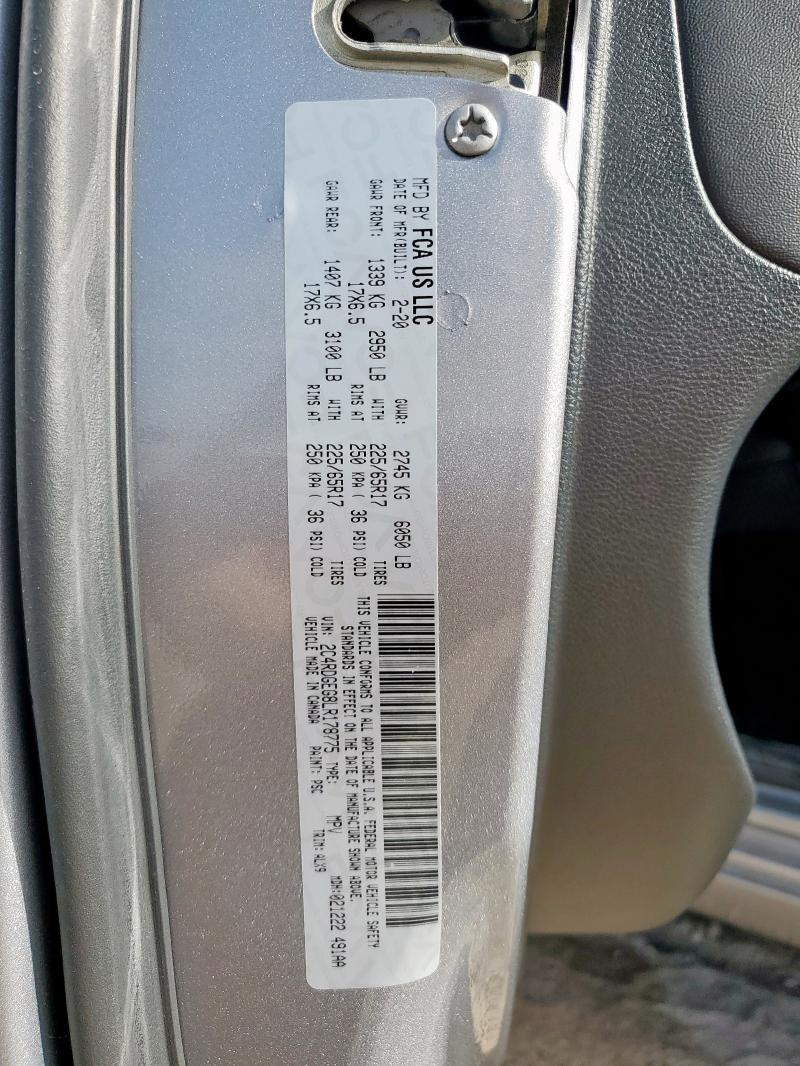 MFD BY FCA US LLC
DATE OF MFR(BUILT): 2-20 GVWR: 2745 KG 6050 LB
GAWR FRONT: 1339 KG 2950 LB WITH 225/65R17 TIRES
17X6.5 RIMS AT 250 KPA( 36 PSI) COLD
GAWR REAR: 1407 KG 3100 LB WITH 225/65R17 TIRES
17X6.5 RIMS AT 250 KPA( 36 PSI) COLD
THIS VEHICLE CONFORMS TO ALL APPLICABLE U.S.A. FEDERAL MOTOR VEHICLE SAFETY
STANDARDS IN EFFECT ON THE DATE OF MANUFACTURE SHOWN ABOVE.
VIN: 2C4RDGEG8LR178775 TYPE: MPV MDH:021222 491AA
VEHICLE MADE IN CANADA PAINT: PSC TRIM: ALX9